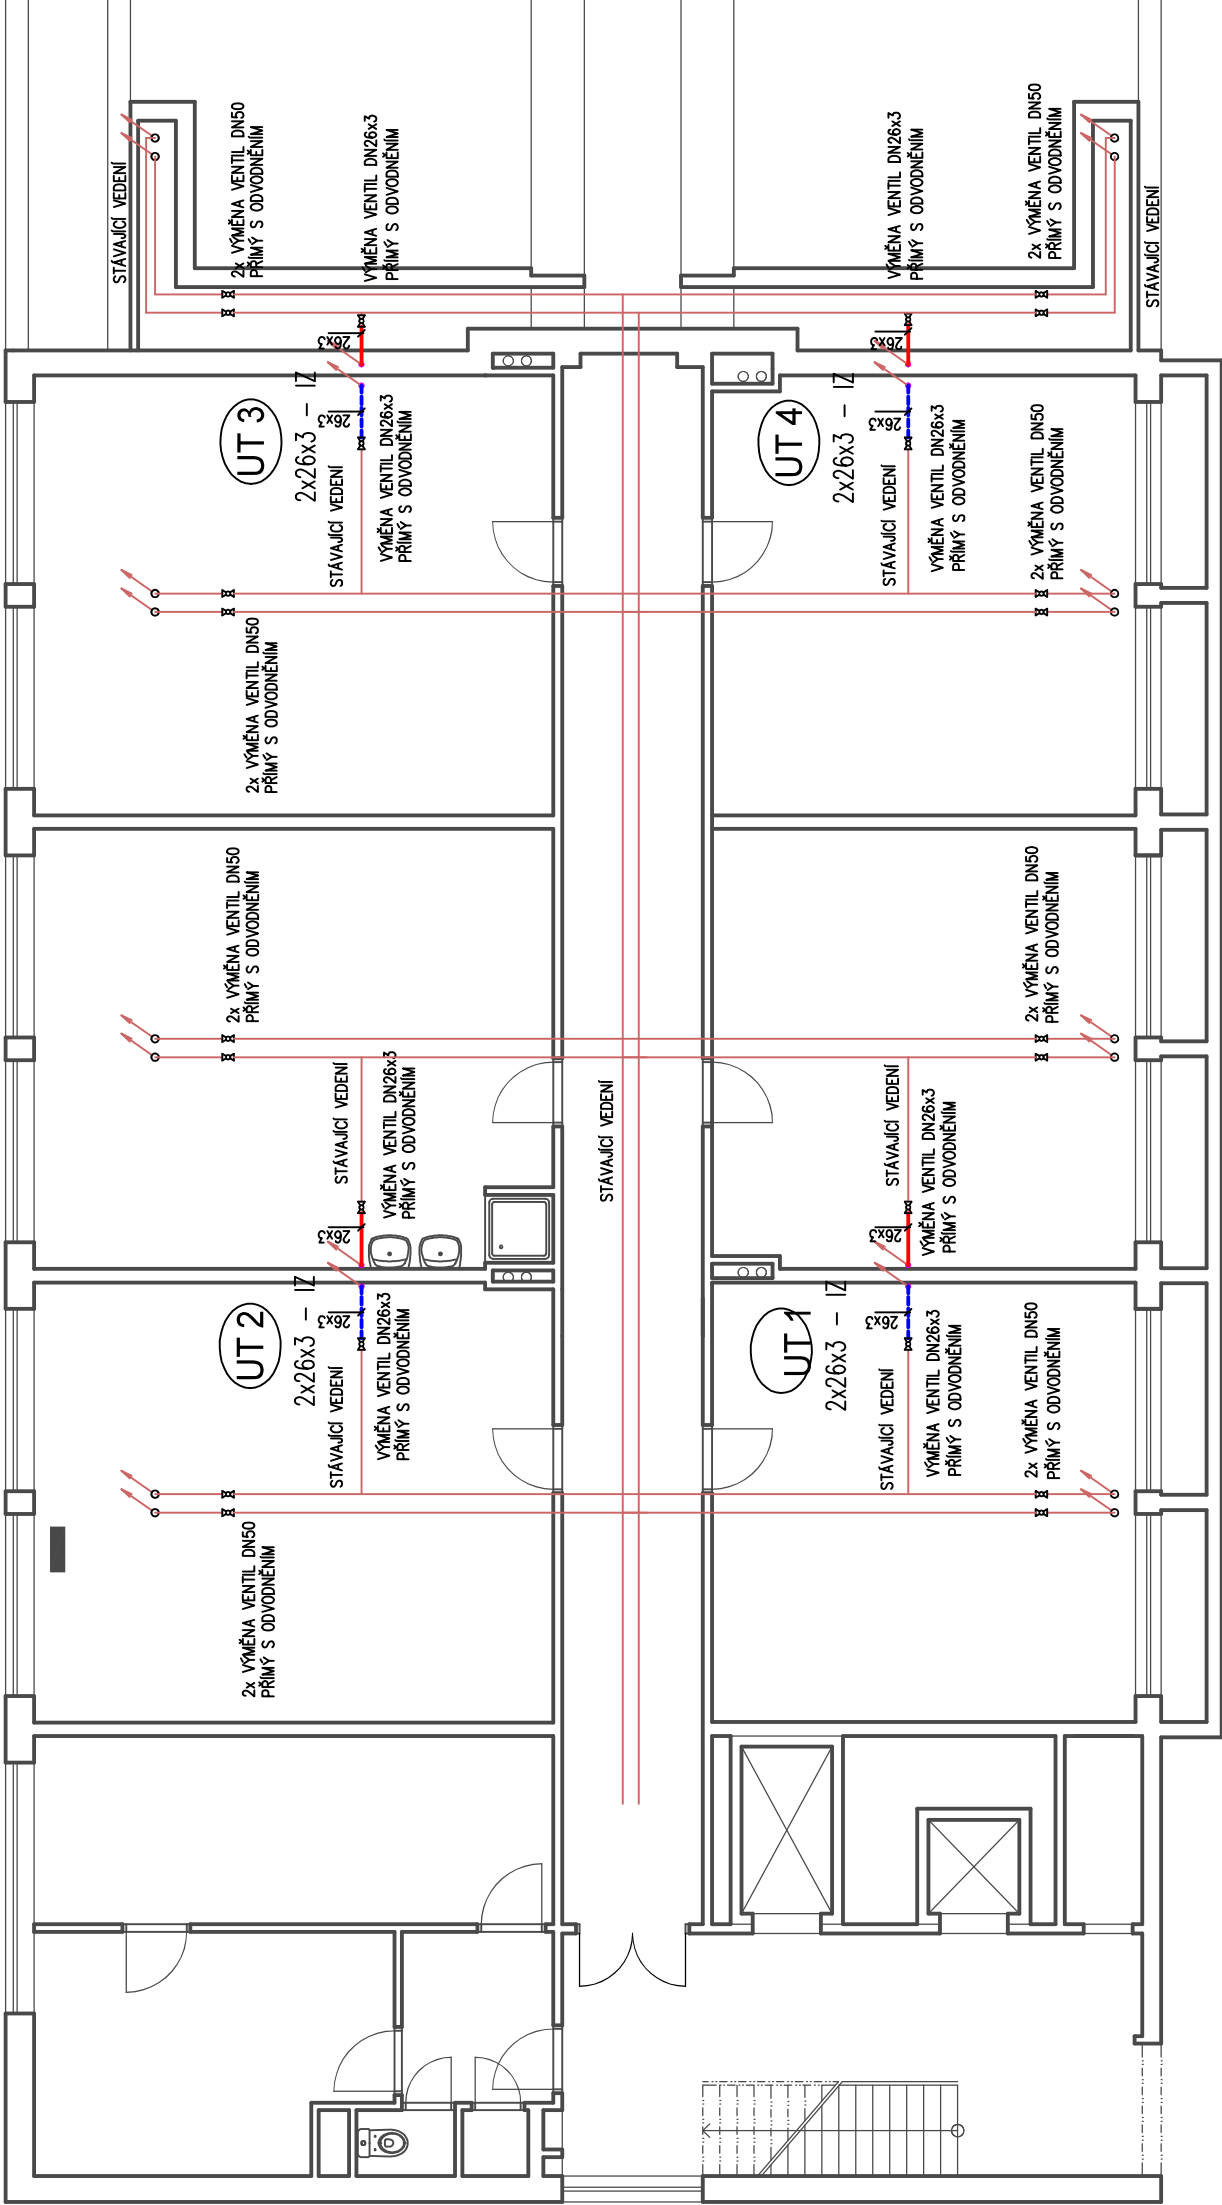 STÁVAJÍCÍ VEDENÍ
2x VÝMĚNA VENTIL DN50
PŘÍMÝ S ODVODNĚNÍM
VÝMĚNA VENTIL DN26x3
PŘÍMÝ S ODVODNĚNÍM
VÝMĚNA VENTIL DN26x3
PŘÍMÝ S ODVODNĚNÍM
2x VÝMĚNA VENTIL DN50
PŘÍMÝ S ODVODNĚNÍM
STÁVAJÍCÍ VEDENÍ
26x3
26x3
UT 3
2x26x3 - IZ
26x3
STÁVAJÍCÍ VEDENÍ
VÝMĚNA VENTIL DN26x3
PŘÍMÝ S ODVODNĚNÍM
UT 4
2x26x3 - IZ
26x3
STÁVAJÍCÍ VEDENÍ
VÝMĚNA VENTIL DN26x3
PŘÍMÝ S ODVODNĚNÍM
2x VÝMĚNA VENTIL DN50
PŘÍMÝ S ODVODNĚNÍM
2x VÝMĚNA VENTIL DN50
PŘÍMÝ S ODVODNĚNÍM
2x VÝMĚNA VENTIL DN50
PŘÍMÝ S ODVODNĚNÍM
2x VÝMĚNA VENTIL DN50
PŘÍMÝ S ODVODNĚNÍM
STÁVAJÍCÍ VEDENÍ
VÝMĚNA VENTIL DN26x3
PŘÍMÝ S ODVODNĚNÍM
26x3
STÁVAJÍCÍ VEDENÍ
STÁVAJÍCÍ VEDENÍ
VÝMĚNA VENTIL DN26x3
PŘÍMÝ S ODVODNĚNÍM
26x3
UT 2
2x26x3 - IZ
26x3
STÁVAJÍCÍ VEDENÍ
VÝMĚNA VENTIL DN26x3
PŘÍMÝ S ODVODNĚNÍM
UT 1
2x26x3 - IZ
26x3
STÁVAJÍCÍ VEDENÍ
VÝMĚNA VENTIL DN26x3
PŘÍMÝ S ODVODNĚNÍM
2x VÝMĚNA VENTIL DN50
PŘÍMÝ S ODVODNĚNÍM
2x VÝMĚNA VENTIL DN50
PŘÍMÝ S ODVODNĚNÍM